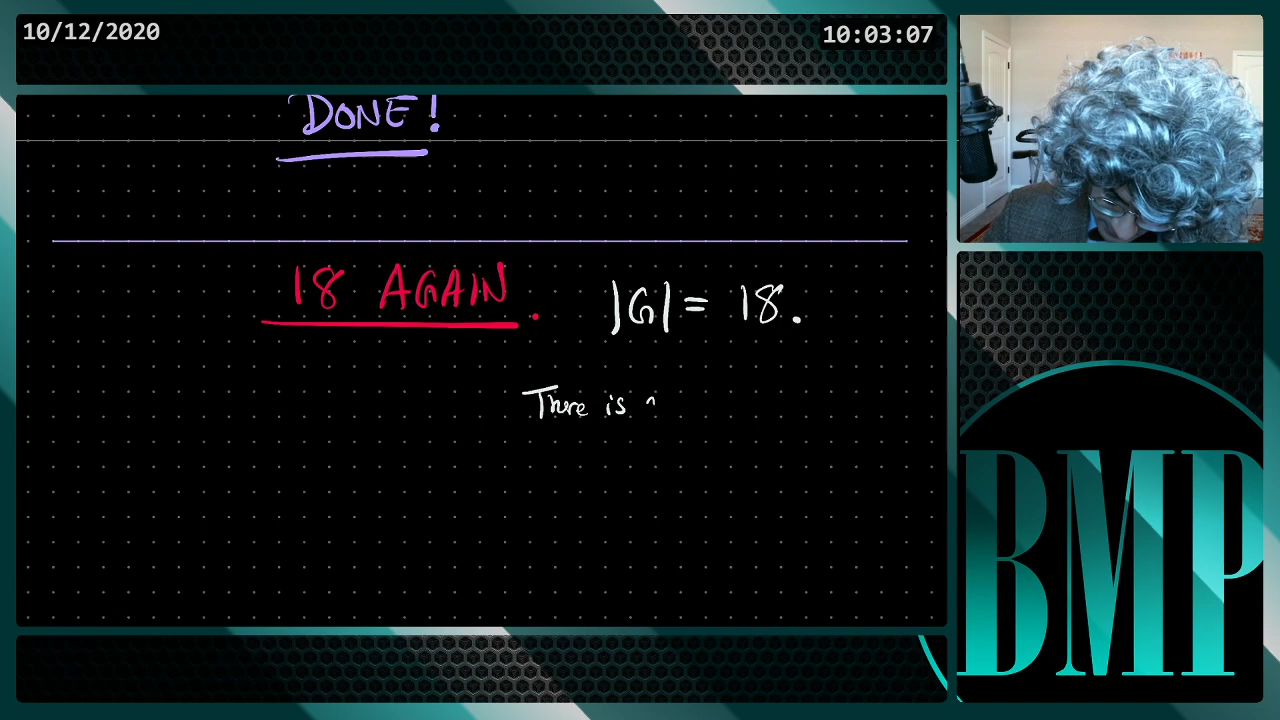 10/12/2020
10:03:07
DONE!
18 AGAIN. |G| = 18.
There is
BMP